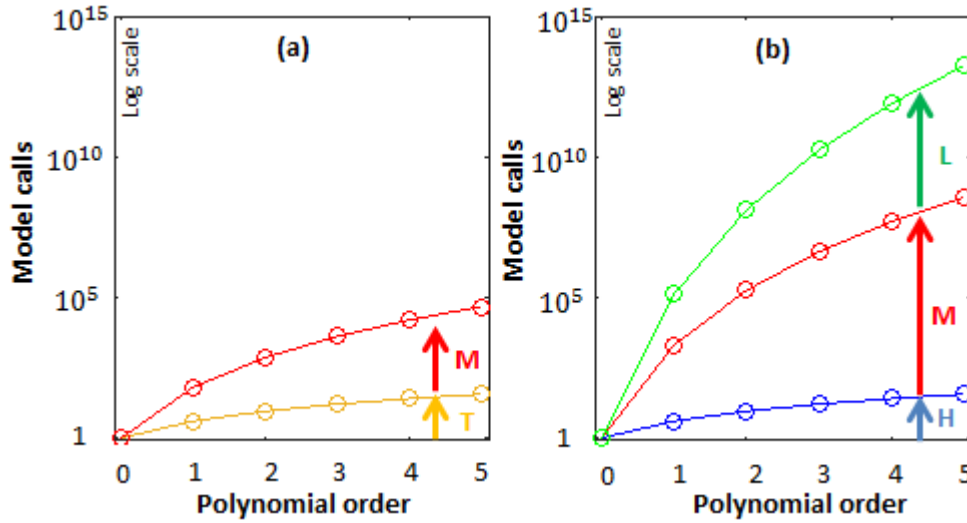 10^15 (a) 10^15 (b)
Log scale Log scale
Model calls Model calls
10^10 10^10 L
10^5 10^5 M
M
T H
1 1
0 1 2 3 4 5 0 1 2 3 4 5
Polynomial order Polynomial order